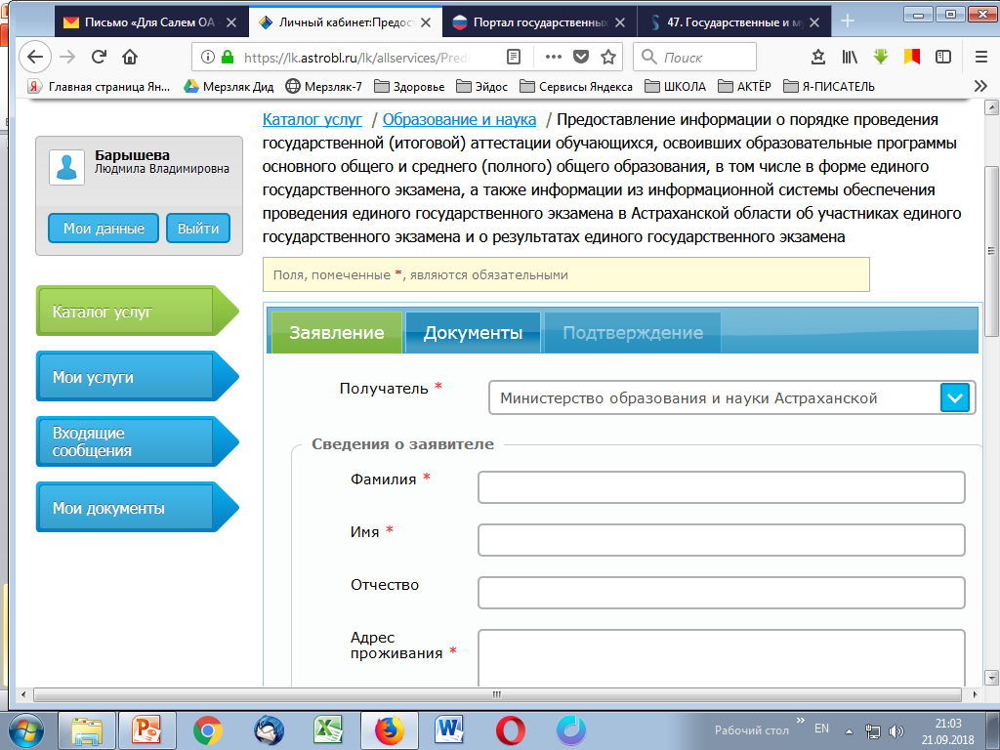 Письмо «Для Салем ОА
Личный кабинет:Предос
Портал государственны
47. Государственные и м
https://lk.astrobl.ru/lk/allservices/Pred
Поиск
Главная страница Ян...
Мерзляк Дид
Мерзляк-7
Здоровье
Эйдос
Сервисы Яндекса
ШКОЛА
АКТЁР
Я-ПИСАТЕЛЬ
Барышева
Людмила Владимировна
Мои данные
Выйти
Каталог услуг
Мои услуги
Входящие
сообщения
Мои документы
Каталог услуг / Образование и наука / Предоставление информации о порядке проведения
государственной (итоговой) аттестации обучающихся, освоивших образовательные программы
основного общего и среднего (полного) общего образования, в том числе в форме единого
государственного экзамена, а также информации из информационной системы обеспечения
проведения единого государственного экзамена в Астраханской области об участниках единого
государственного экзамена и о результатах единого государственного экзамена
Поля, помеченные *, являются обязательными
Заявление
Документы
Подтверждение
Получатель *
Министерство образования и науки Астраханской
Сведения о заявителе
Фамилия *
Имя *
Отчество
Адрес
проживания *
Рабочий стол
EN
21:03
21.09.2018